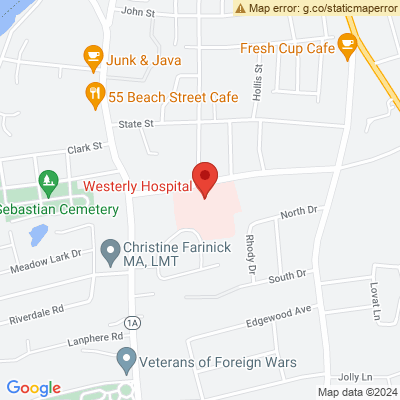 Map error: g.co/staticmaperror
John St
Fresh Cup Cafe
Junk & Java
Hollis St
55 Beach Street Cafe
State St
Clark St
Westerly Hospital
Sebastian Cemetery
North Dr
Christine Farinick
MA, LMT
Rhody Dr
Meadow Lark Dr
South Dr
Lovat Ln
Riverdale Rd
Edgewood Ave
1A
Lanphere Rd
Veterans of Foreign Wars
Jolly Ln
Google
Map data ©2024